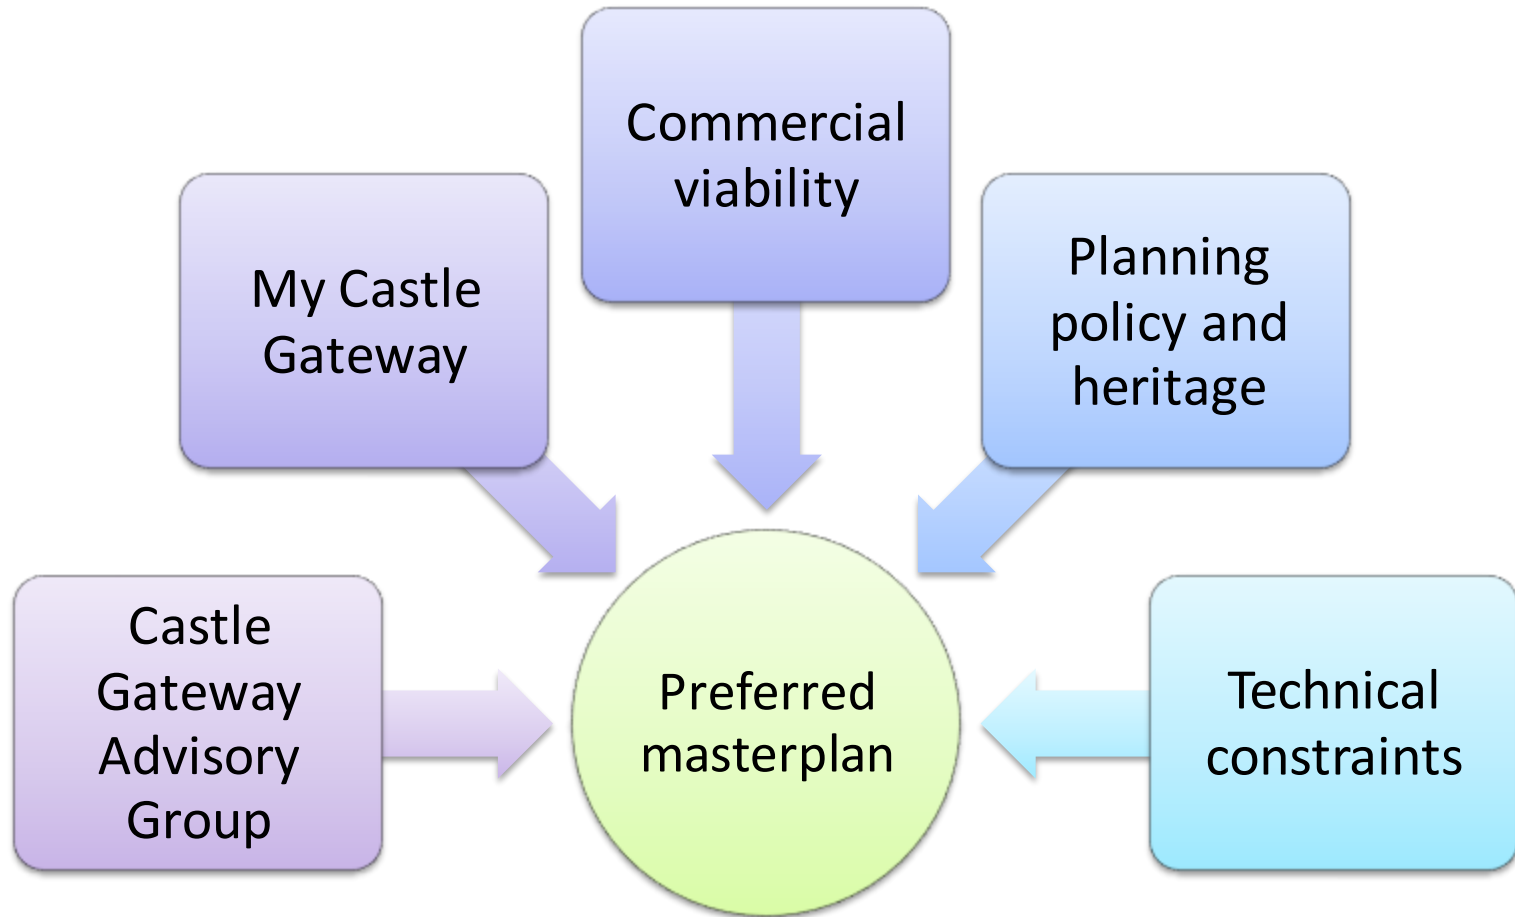 Commercial
viability
My Castle
Gateway
Planning
policy and
heritage
Castle
Gateway
Advisory
Group
Preferred
masterplan
Technical
constraints